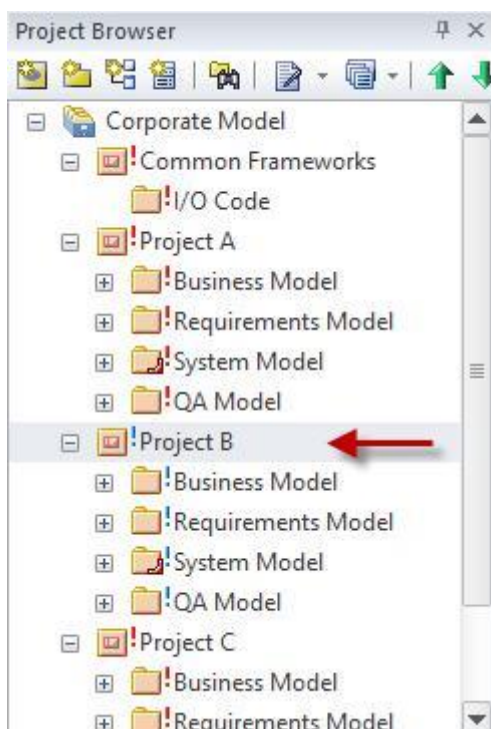 Project Browser
Corporate Model
Common Frameworks
I/O Code
Project A
Business Model
Requirements Model
System Model
QA Model
Project B
Business Model
Requirements Model
System Model
QA Model
Project C
Business Model
Requirements Model